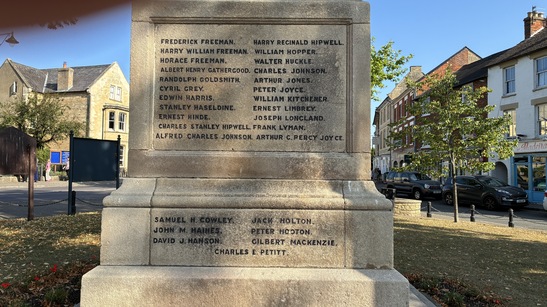 FREDERICK FREEMAN. HARRY REGINALD HIPWELL.
HARRY WILLIAM FREEMAN. WILLIAM HOPPER.
HORACE FREEMAN. WALTER HUCKLE.
ALBERT HENRY GATHERGOOD. CHARLES JOHNSON.
RANDOLPH GOLDSMITH. ARTHUR JONES.
CYRIL GREY. PETER JOYCE.
EDWIN HARRIS. WILLIAM KITCHENER.
STANLEY HASELDINE. ERNEST LIMBREY.
ERNEST HINDE. JOSEPH LONGLAND.
CHARLES STANLEY HIPWELL. FRANK LYMAN.
ALFRED CHARLES JOHNSON. ARTHUR C. PERCY JOYCE.
SAMUEL H. COWLEY. JACK HOLTON.
JOHN M. HAINES. PETER HOOTON.
DAVID J. HANSON. GILBERT MACKENZIE.
CHARLES E. PETITT.